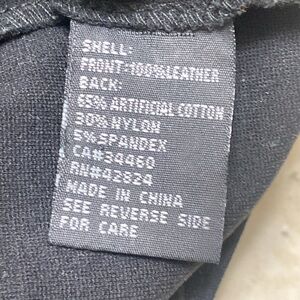 SHELL:
FRONT-100%LEATHER
BACK:
65% ARTIFICIAL COTTON
30% NYLON
5% SPANDEX
CA#34460
RN#42824
MADE IN CHINA
SEE REVERSE SIDE
FOR CARE